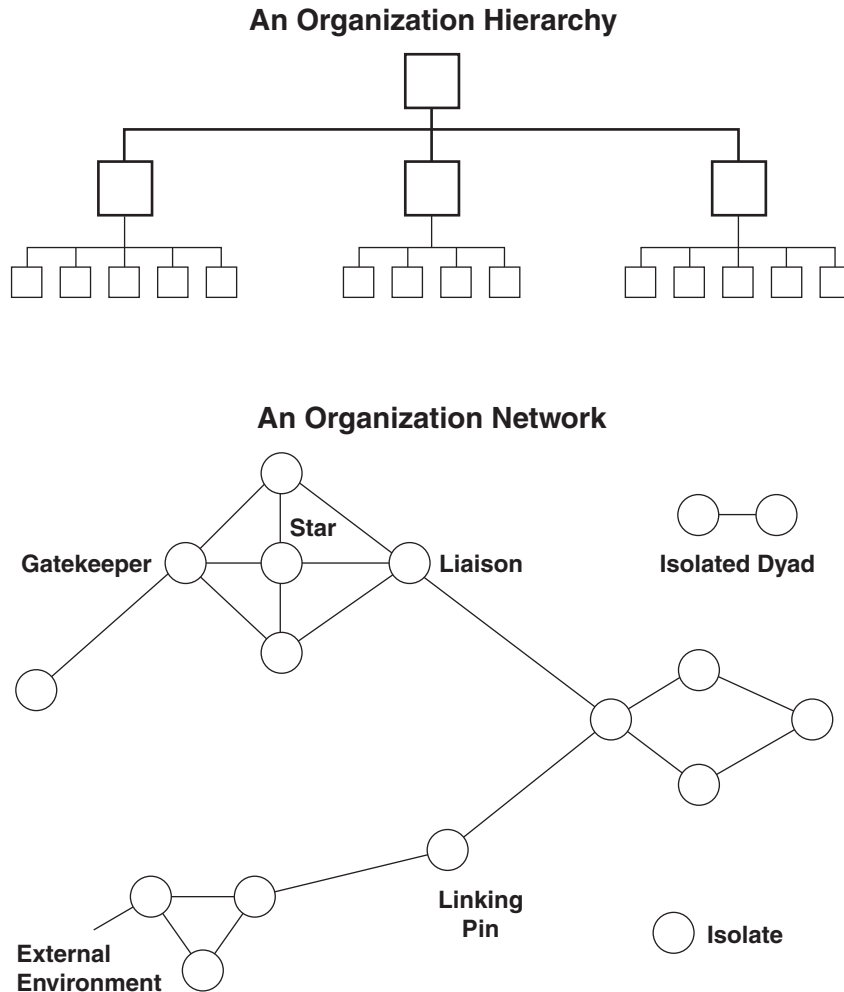 An Organization Hierarchy
An Organization Network
Star
Gatekeeper
Liaison
Isolated Dyad
Linking
Pin
Isolate
External
Environment